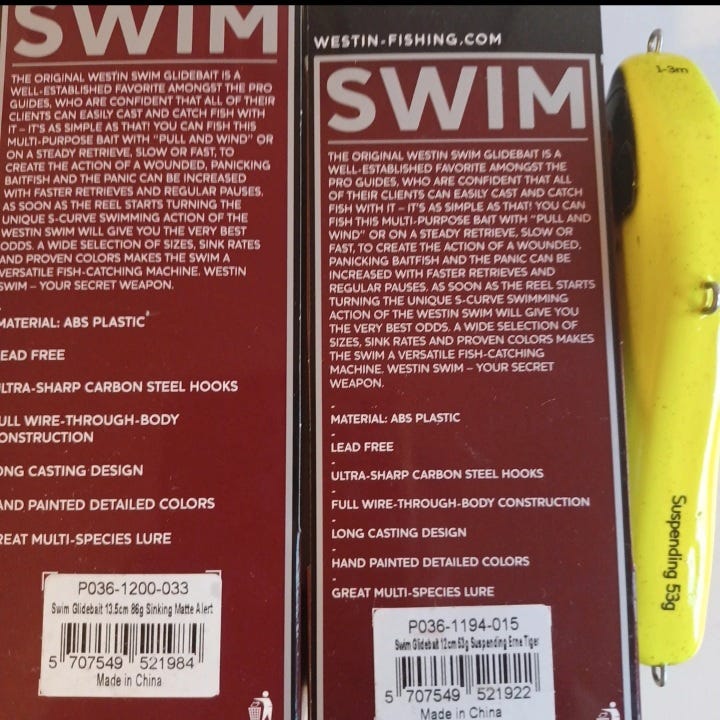 SWIM
THE ORIGINAL WESTIN SWIM GLIDEBAIT IS A
WELL-ESTABLISHED FAVORITE AMONGST THE PRO
GUIDES, WHO ARE CONFIDENT THAT ALL OF THEIR
CLIENTS CAN EASILY CAST AND CATCH FISH WITH
IT – IT'S AS SIMPLE AS THAT! YOU CAN FISH THIS
MULTI-PURPOSE BAIT WITH "PULL AND WIND" OR
ON A STEADY RETRIEVE, SLOW OR FAST, TO
CREATE THE ACTION OF A WOUNDED, PANICKING
BAITFISH AND THE PANIC CAN BE INCREASED
WITH FASTER RETRIEVES AND REGULAR PAUSES.
AS SOON AS THE REEL STARTS TURNING THE
UNIQUE S-CURVE SWIMMING ACTION OF THE
WESTIN SWIM WILL GIVE YOU THE VERY BEST
ODDS. A WIDE SELECTION OF SIZES, SINK RATES
AND PROVEN COLORS MAKES THE SWIM A
VERSATILE FISH-CATCHING MACHINE. WESTIN
SWIM – YOUR SECRET WEAPON.
MATERIAL: ABS PLASTIC
EAD FREE
LTRA-SHARP CARBON STEEL HOOKS
ULL WIRE-THROUGH-BODY
ONSTRUCTION
ONG CASTING DESIGN
AND PAINTED DETAILED COLORS
REAT MULTI-SPECIES LURE
P036-1200-033
Swim Glidebait 13.5cm 86g Sinking Matte Alert
5 707549 521984
Made in China
WESTIN-FISHING.COM
SWIM
THE ORIGINAL WESTIN SWIM GLIDEBAIT IS A
WELL-ESTABLISHED FAVORITE AMONGST THE
PRO GUIDES, WHO ARE CONFIDENT THAT ALL
OF THEIR CLIENTS CAN EASILY CAST AND CATCH
FISH WITH IT – IT'S AS SIMPLE AS THAT! YOU CAN
FISH THIS MULTI-PURPOSE BAIT WITH "PULL AND
WIND" OR ON A STEADY RETRIEVE, SLOW OR
FAST, TO CREATE THE ACTION OF A WOUNDED,
PANICKING BAITFISH AND THE PANIC CAN BE
INCREASED WITH FASTER RETRIEVES AND
REGULAR PAUSES. AS SOON AS THE REEL STARTS
TURNING THE UNIQUE S-CURVE SWIMMING
ACTION OF THE WESTIN SWIM WILL GIVE YOU
THE VERY BEST ODDS. A WIDE SELECTION OF
SIZES, SINK RATES AND PROVEN COLORS MAKES
THE SWIM A VERSATILE FISH-CATCHING
MACHINE. WESTIN SWIM – YOUR SECRET
WEAPON.
-
MATERIAL: ABS PLASTIC
-
LEAD FREE
-
ULTRA-SHARP CARBON STEEL HOOKS
-
FULL WIRE-THROUGH-BODY CONSTRUCTION
-
LONG CASTING DESIGN
-
HAND PAINTED DETAILED COLORS
-
GREAT MULTI-SPECIES LURE
P036-1194-015
Swim Glidebait 12cm 53g Suspending Erne Tiger
5 707549 521922
Made in China
1-3m
Suspending 53g